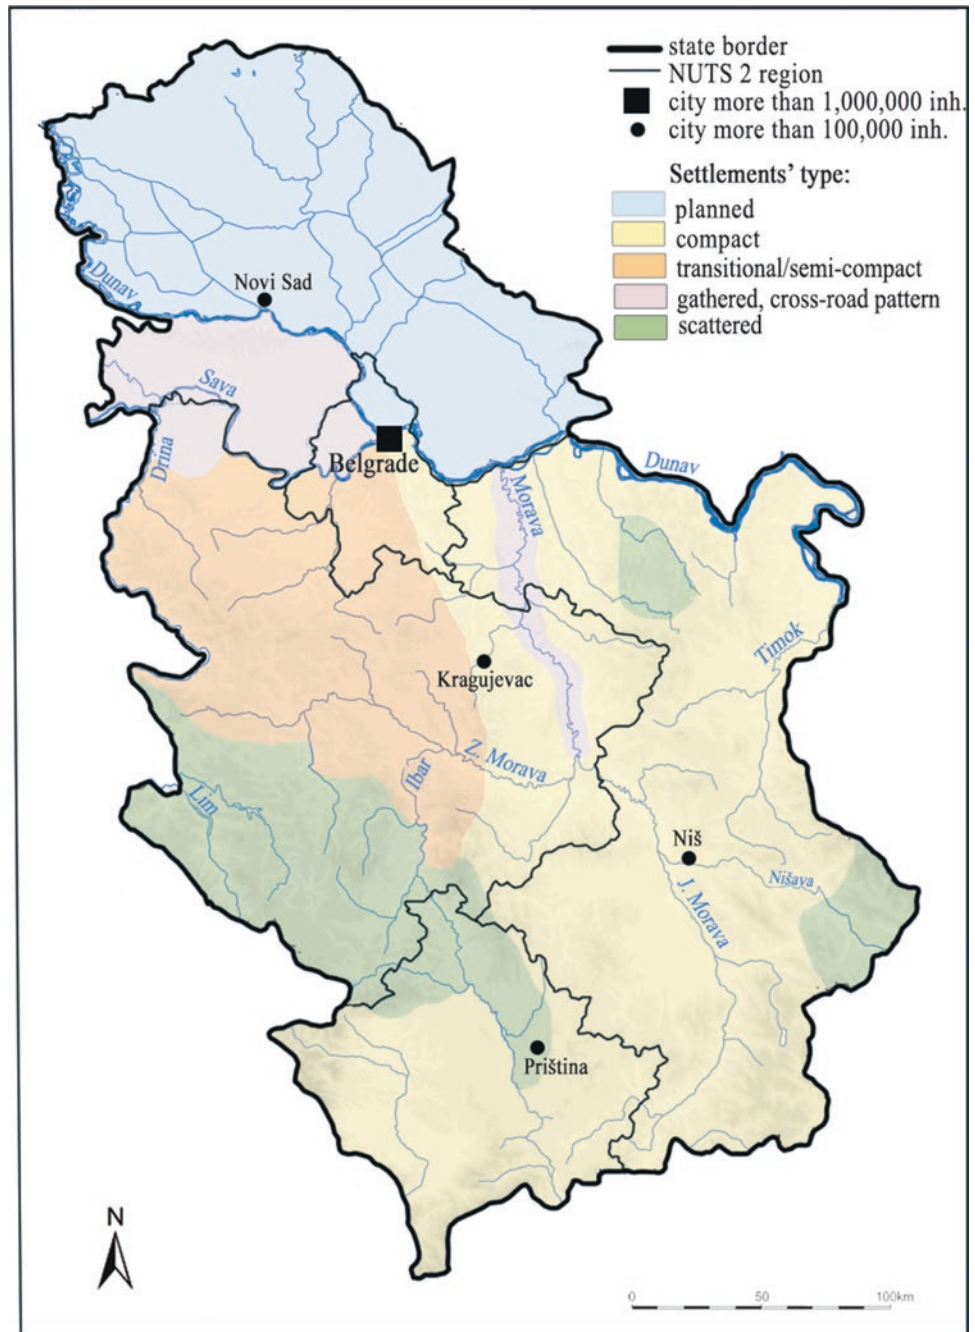 state border
NUTS 2 region
city more than 1,000,000 inh.
city more than 100,000 inh.
Settlements' type:
planned
compact
transitional/semi-compact
gathered, cross-road pattern
scattered
Dunav
Novi Sad
Sava
Drina
Belgrade
Dunav
Morava
Timok
Kragujevac
Z. Morava
Ibar
Lim
Niš
Nišava
J. Morava
Priština
N
0 50 100km